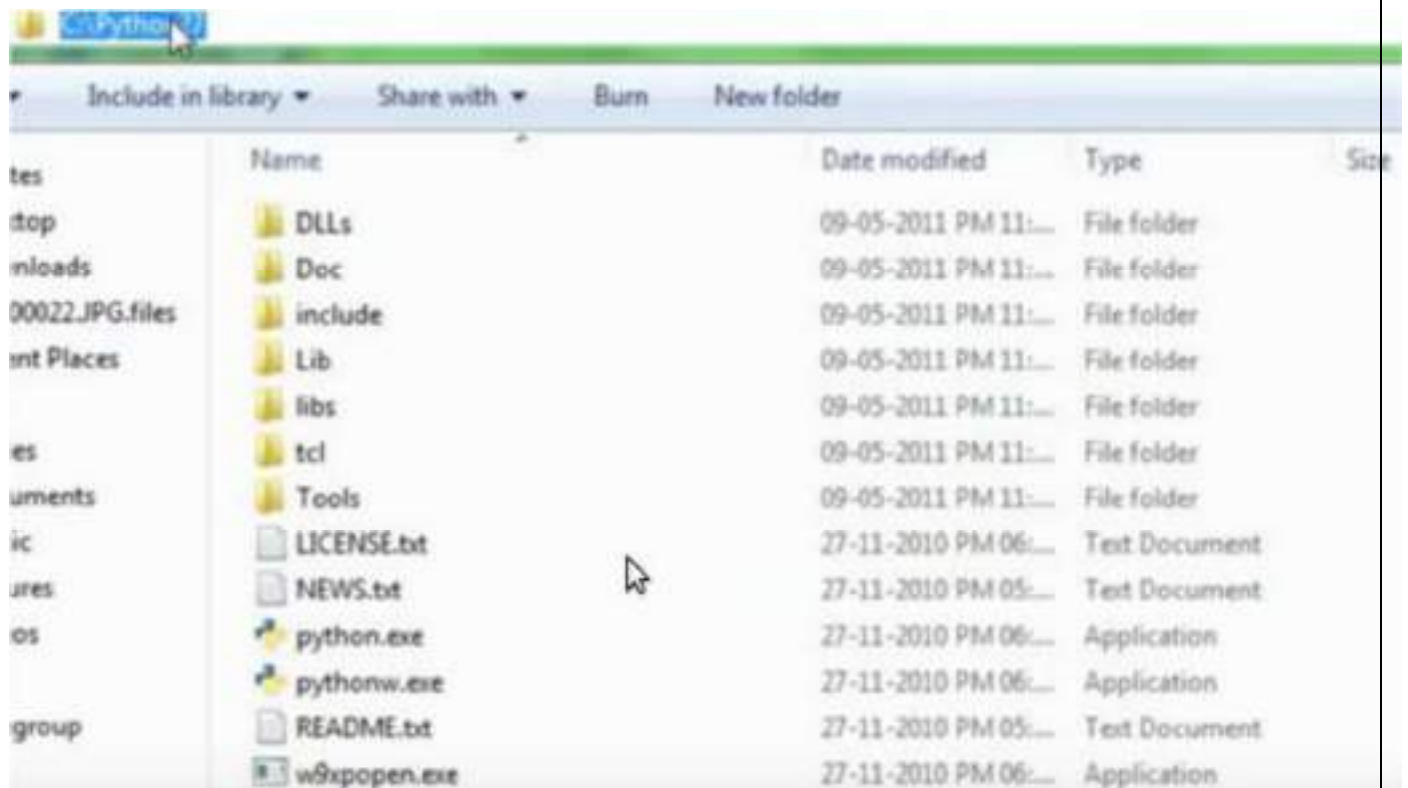 C:\Python27
Include in library Share with Burn New folder
Name Date modified Type Size
tes
ktop
nloads
00022.JPG.files
ent Places
es
uments
ic
ures
os
group
DLLs 09-05-2011 PM 11:... File folder
Doc 09-05-2011 PM 11:... File folder
include 09-05-2011 PM 11:... File folder
Lib 09-05-2011 PM 11:... File folder
libs 09-05-2011 PM 11:... File folder
tcl 09-05-2011 PM 11:... File folder
Tools 09-05-2011 PM 11:... File folder
LICENSE.txt 27-11-2010 PM 06:... Text Document
NEWS.txt 27-11-2010 PM 05:... Text Document
python.exe 27-11-2010 PM 06:... Application
pythonw.exe 27-11-2010 PM 06:... Application
README.txt 27-11-2010 PM 05:... Text Document
w9xpopen.exe 27-11-2010 PM 06:... Application